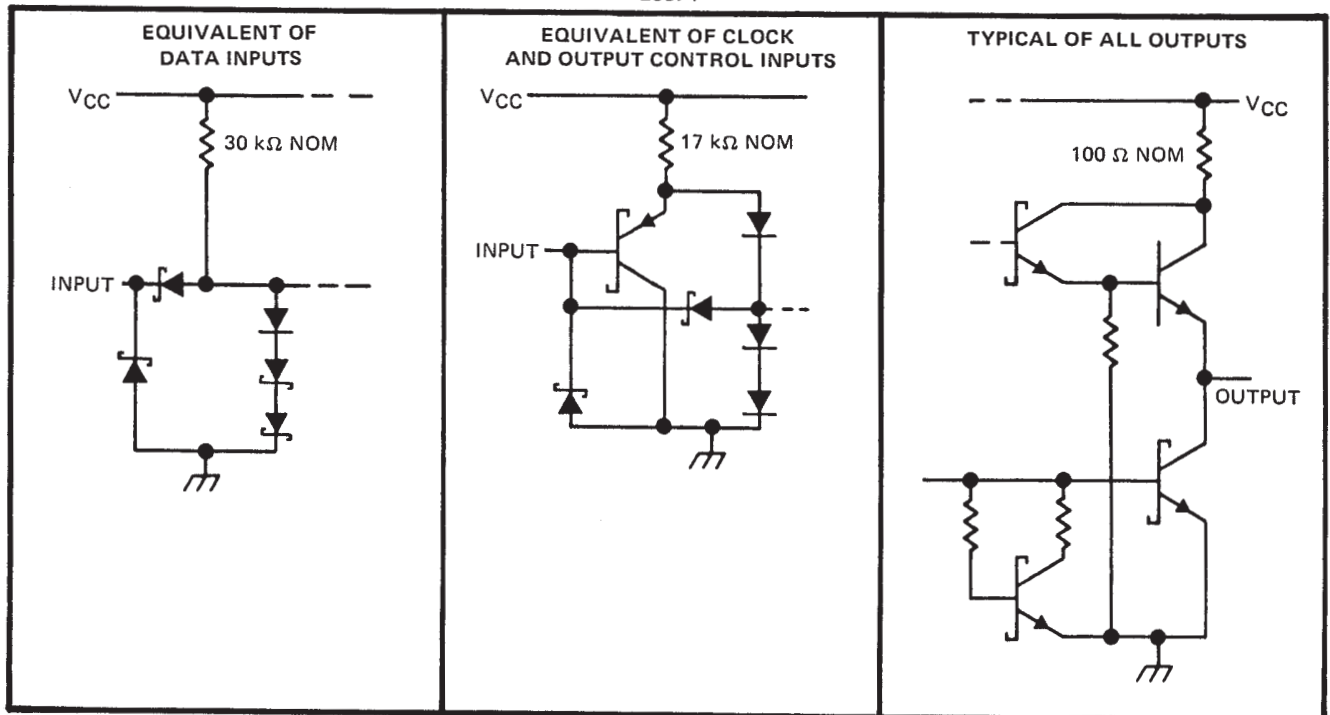 EQUIVALENT OF
DATA INPUTS
VCC
30 kΩ NOM
INPUT
EQUIVALENT OF CLOCK
AND OUTPUT CONTROL INPUTS
VCC
17 kΩ NOM
INPUT
TYPICAL OF ALL OUTPUTS
VCC
100 Ω NOM
OUTPUT